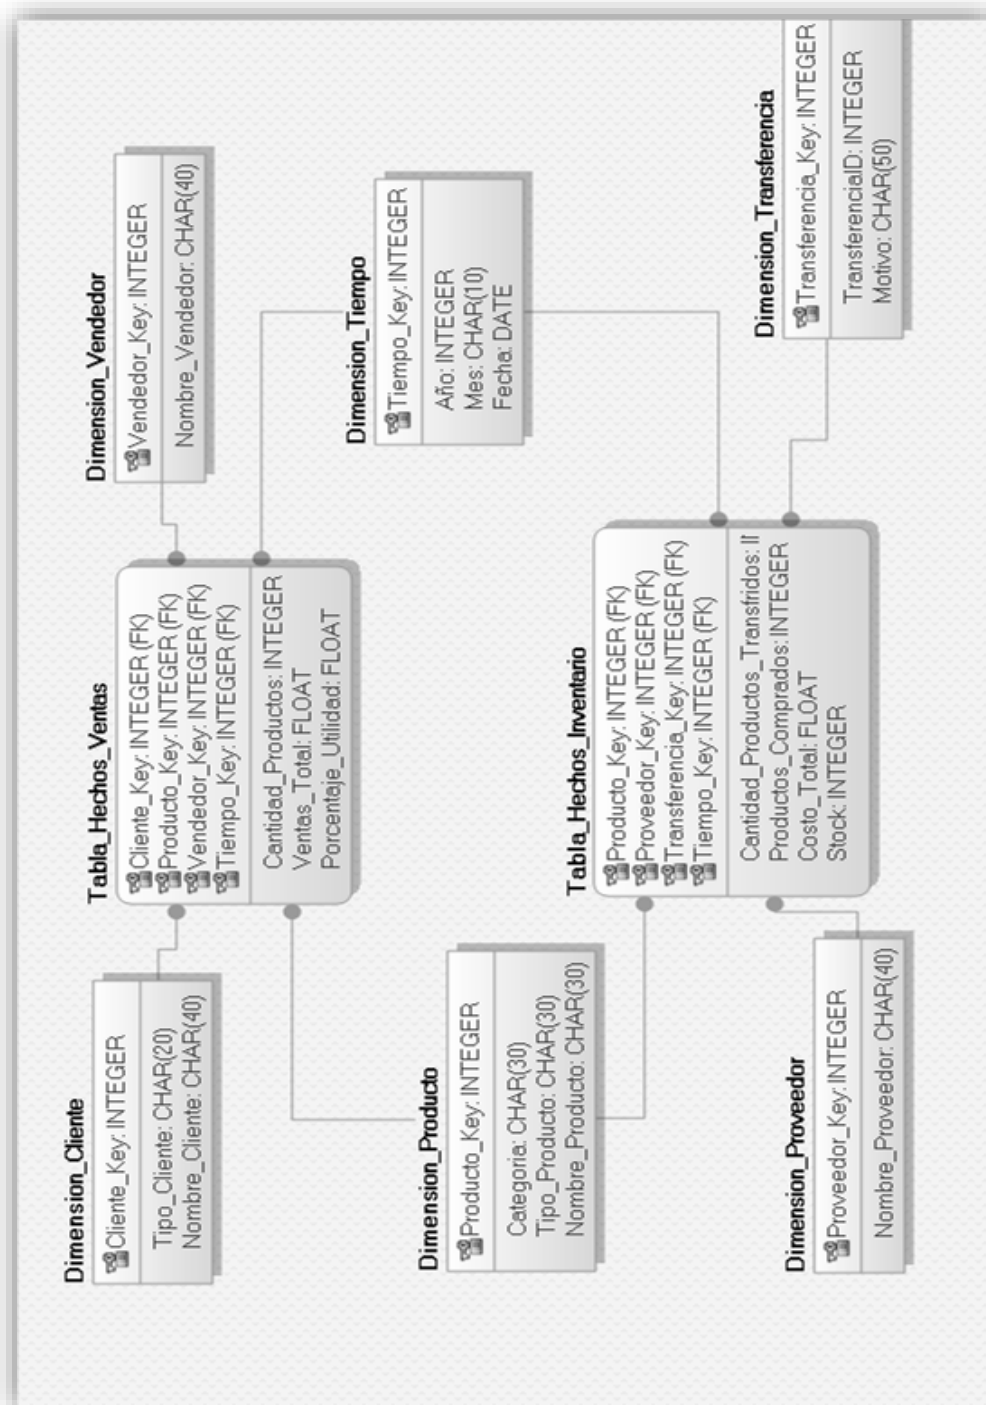 Dimension_Cliente
Cliente_Key: INTEGER
Tipo_Cliente: CHAR(20)
Nombre_Cliente: CHAR(40)
Tabla_Hechos_Ventas
Cliente_Key: INTEGER (FK)
Producto_Key: INTEGER (FK)
Vendedor_Key: INTEGER (FK)
Tiempo_Key: INTEGER (FK)
Cantidad_Productos: INTEGER
Ventas_Total: FLOAT
Porcentaje_Utilidad: FLOAT
Dimension_Vendedor
Vendedor_Key: INTEGER
Nombre_Vendedor: CHAR(40)
Dimension_Producto
Producto_Key: INTEGER
Categoria: CHAR(30)
Tipo_Producto: CHAR(30)
Nombre_Producto: CHAR(30)
Dimension_Tiempo
Tiempo_Key: INTEGER
Año: INTEGER
Mes: CHAR(10)
Fecha: DATE
Tabla_Hechos_Inventario
Producto_Key: INTEGER (FK)
Proveedor_Key: INTEGER (FK)
Transferencia_Key: INTEGER (FK)
Tiempo_Key: INTEGER (FK)
Cantidad_Productos_Transfridos:
Productos_Comprados: INTEGER
Costo_Total: FLOAT
Stock: INTEGER
Dimension_Proveedor
Proveedor_Key: INTEGER
Nombre_Proveedor: CHAR(40)
Dimension_Transferencia
Transferencia_Key: INTEGER
TransferenciaID: INTEGER
Motivo: CHAR(50)